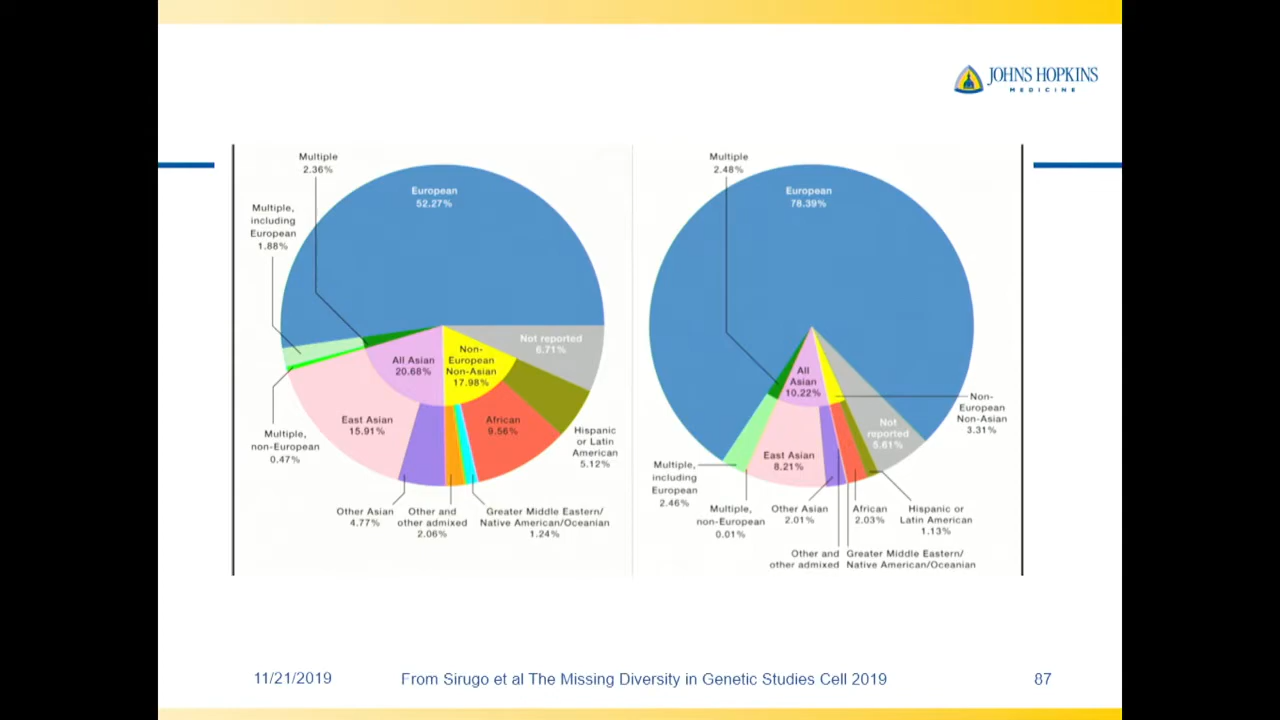 JOHNS HOPKINS
MEDICINE
Multiple
2.36%
European
52.27%
Multiple,
including
European
1.88%
Not reported
6.71%
All Asian
20.68%
Non-
European
Non-Asian
17.98%
East Asian
15.91%
African
9.56%
Hispanic
or Latin
American
5.12%
Multiple,
non-European
0.47%
Other Asian
4.77%
Other and
other admixed
2.06%
Greater Middle Eastern/
Native American/Oceanian
1.24%
Multiple
2.48%
European
78.39%
All
Asian
10.22%
Non-
European
Non-Asian
3.31%
Not
reported
5.61%
East Asian
8.21%
Multiple,
including
European
2.46%
Multiple,
non-European
0.01%
Other Asian
2.01%
African
2.03%
Hispanic or
Latin American
1.13%
Other and
other admixed
Greater Middle Eastern/
Native American/Oceanian
11/21/2019
From Sirugo et al The Missing Diversity in Genetic Studies Cell 2019
87